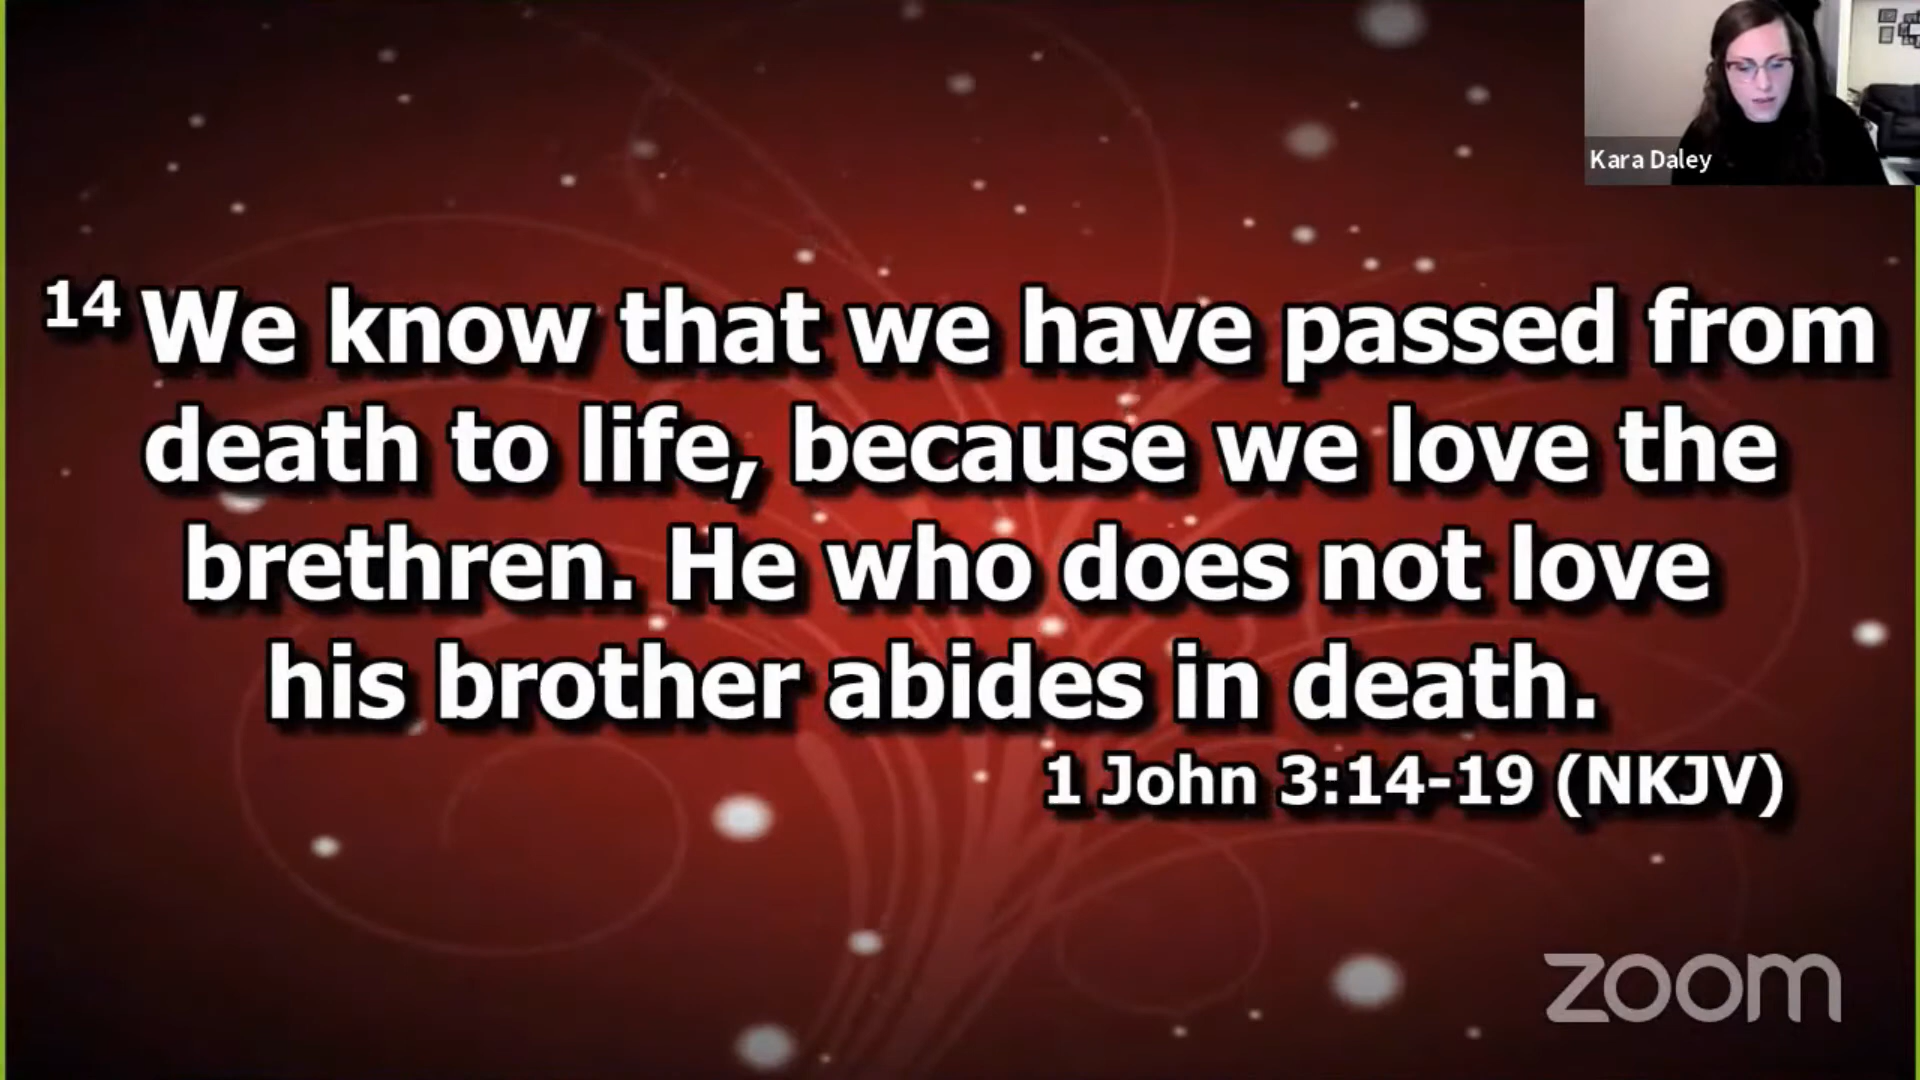 Kara Daley
14 We know that we have passed from
death to life, because we love the
brethren. He who does not love
his brother abides in death.
1 John 3:14-19 (NKJV)
zoom